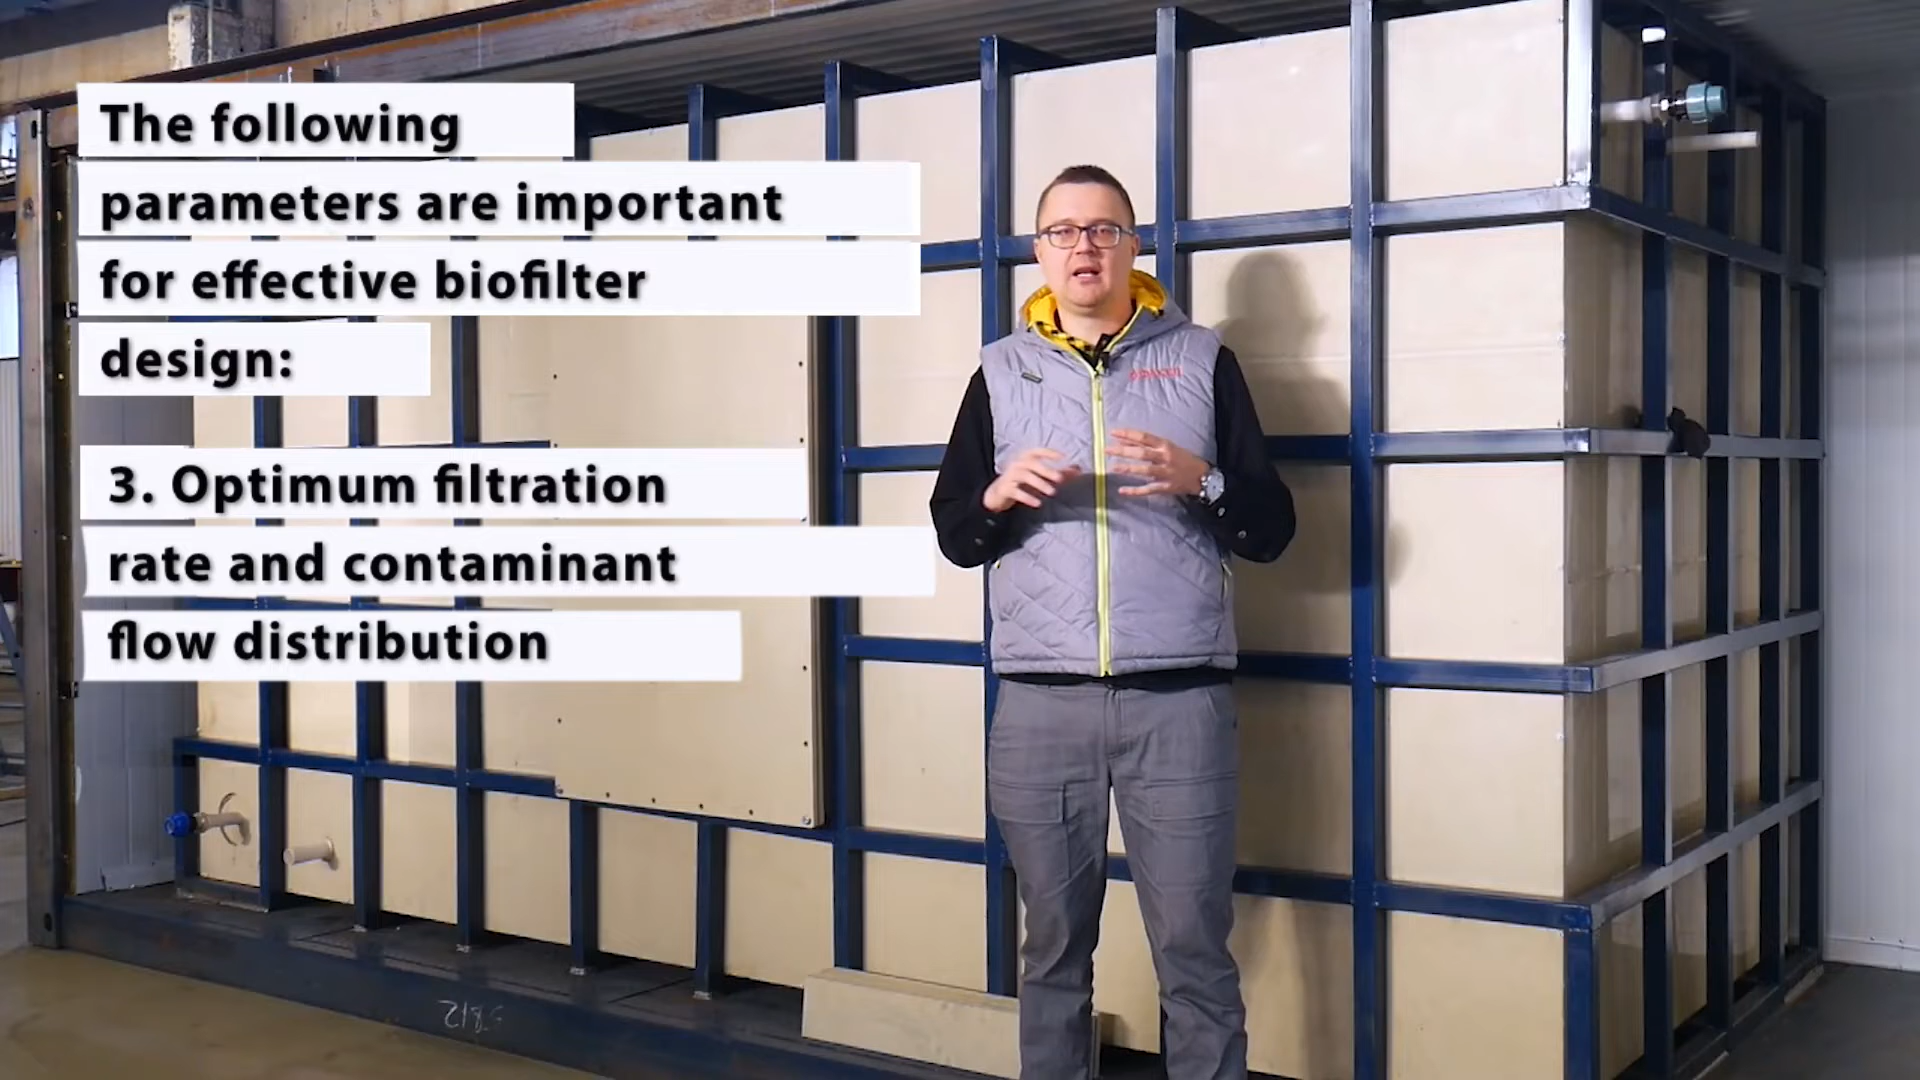 The following
parameters are important
for effective biofilter
design:
3. Optimum filtration
rate and contaminant
flow distribution